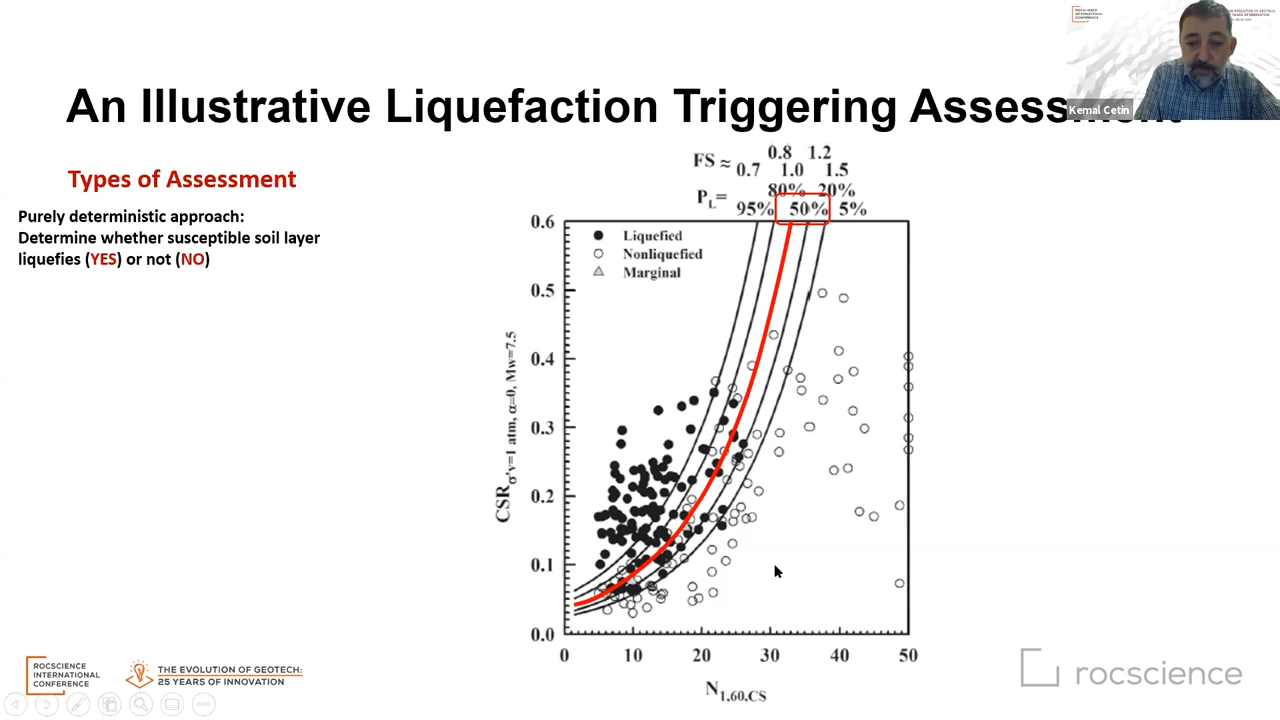 An Illustrative Liquefaction Triggering Assessment
Kemal Cetin
Types of Assessment
Purely deterministic approach:
Determine whether susceptible soil layer
liquefies (YES) or not (NO)
FS ≈ 0.7 0.8 1.0 1.2 1.5
PL= 95% 80% 50% 20% 5%
Liquefied
Nonliquefied
Marginal
0.6
0.5
0.4
0.3
0.2
0.1
0.0
CSRσ'v=1 atm, α=0, Mw=7.5
0 10 20 30 40 50
N1,60,CS
ROCSCIENCE
INTERNATIONAL
CONFERENCE
THE EVOLUTION OF GEOTECH:
25 YEARS OF INNOVATION
rocscience